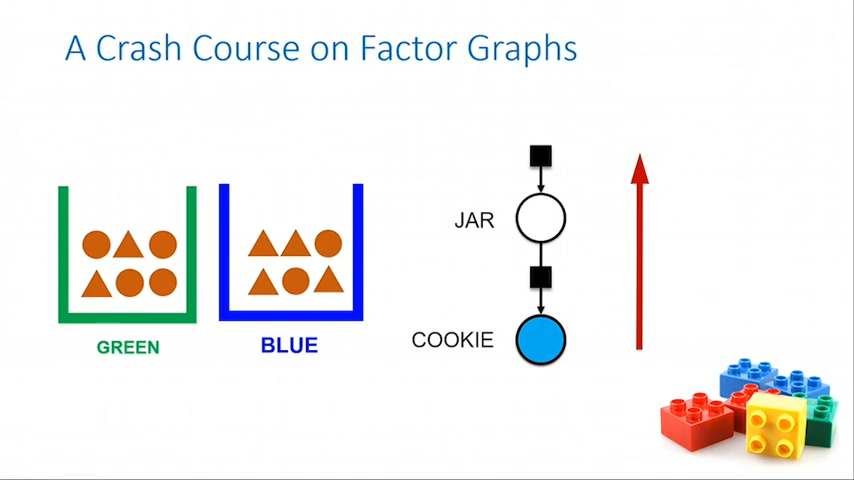 A Crash Course on Factor Graphs
JAR
COOKIE
GREEN
BLUE